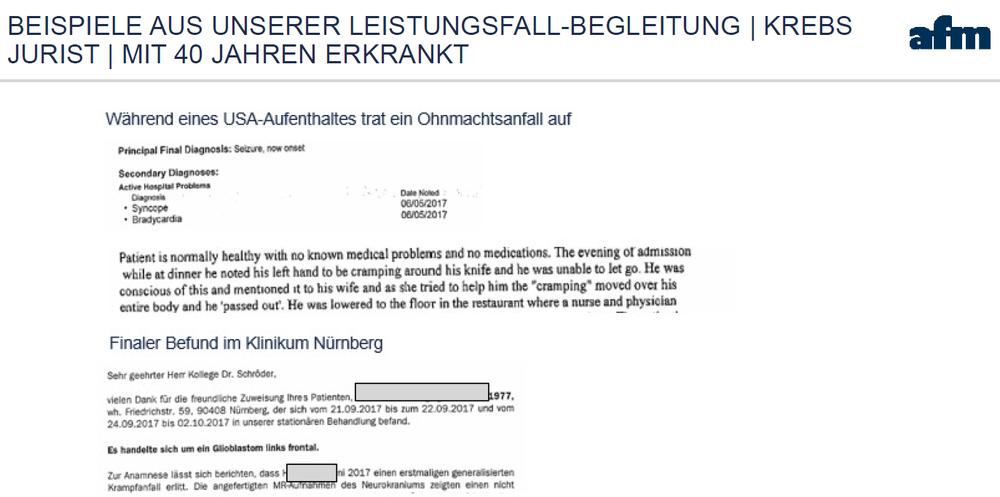 BEISPIELE AUS UNSERER LEISTUNGSFALL-BEGLEITUNG | KREBS
JURIST | MIT 40 JAHREN ERKRANKT
afm
Während eines USA-Aufenthaltes trat ein Ohnmachtsanfall auf
Principal Final Diagnosis: Seizure, now onset
Secondary Diagnoses:
Active Hospital Problems
Diagnosis
Date Noted
• Syncope
06/05/2017
• Bradycardia
06/05/2017
Patient is normally healthy with no known medical problems and no medications. The evening of admission
while at dinner he noted his left hand to be cramping around his knife and he was unable to let go. He was
conscious of this and mentioned it to his wife and as she tried to help him the "cramping" moved over his
entire body and he 'passed out'. He was lowered to the floor in the restaurant where a nurse and physician
Finaler Befund im Klinikum Nürnberg
Sehr geehrter Herr Kollege Dr. Schröder,
vielen Dank für die freundliche Zuweisung Ihres Patienten, 1977,
wh. Friedrichstr. 59, 90408 Nürnberg, der sich vom 21.09.2017 bis zum 22.09.2017 und vom
24.09.2017 bis 02.10.2017 in unserer stationären Behandlung befand.
Es handelte sich um ein Glioblastom links frontal.
Zur Anamnese lässt sich berichten, dass H ni 2017 einen erstmaligen generalisierten
Krampfanfall erlitt. Die angefertigten MR-Aufnahmen des Neurokraniums zeigten einen nicht